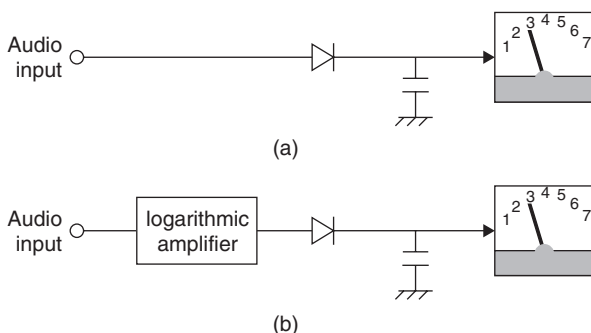 Audio
input
1 2 3 4 5 6 7
(a)
Audio
input
logarithmic
amplifier
1 2 3 4 5 6 7
(b)